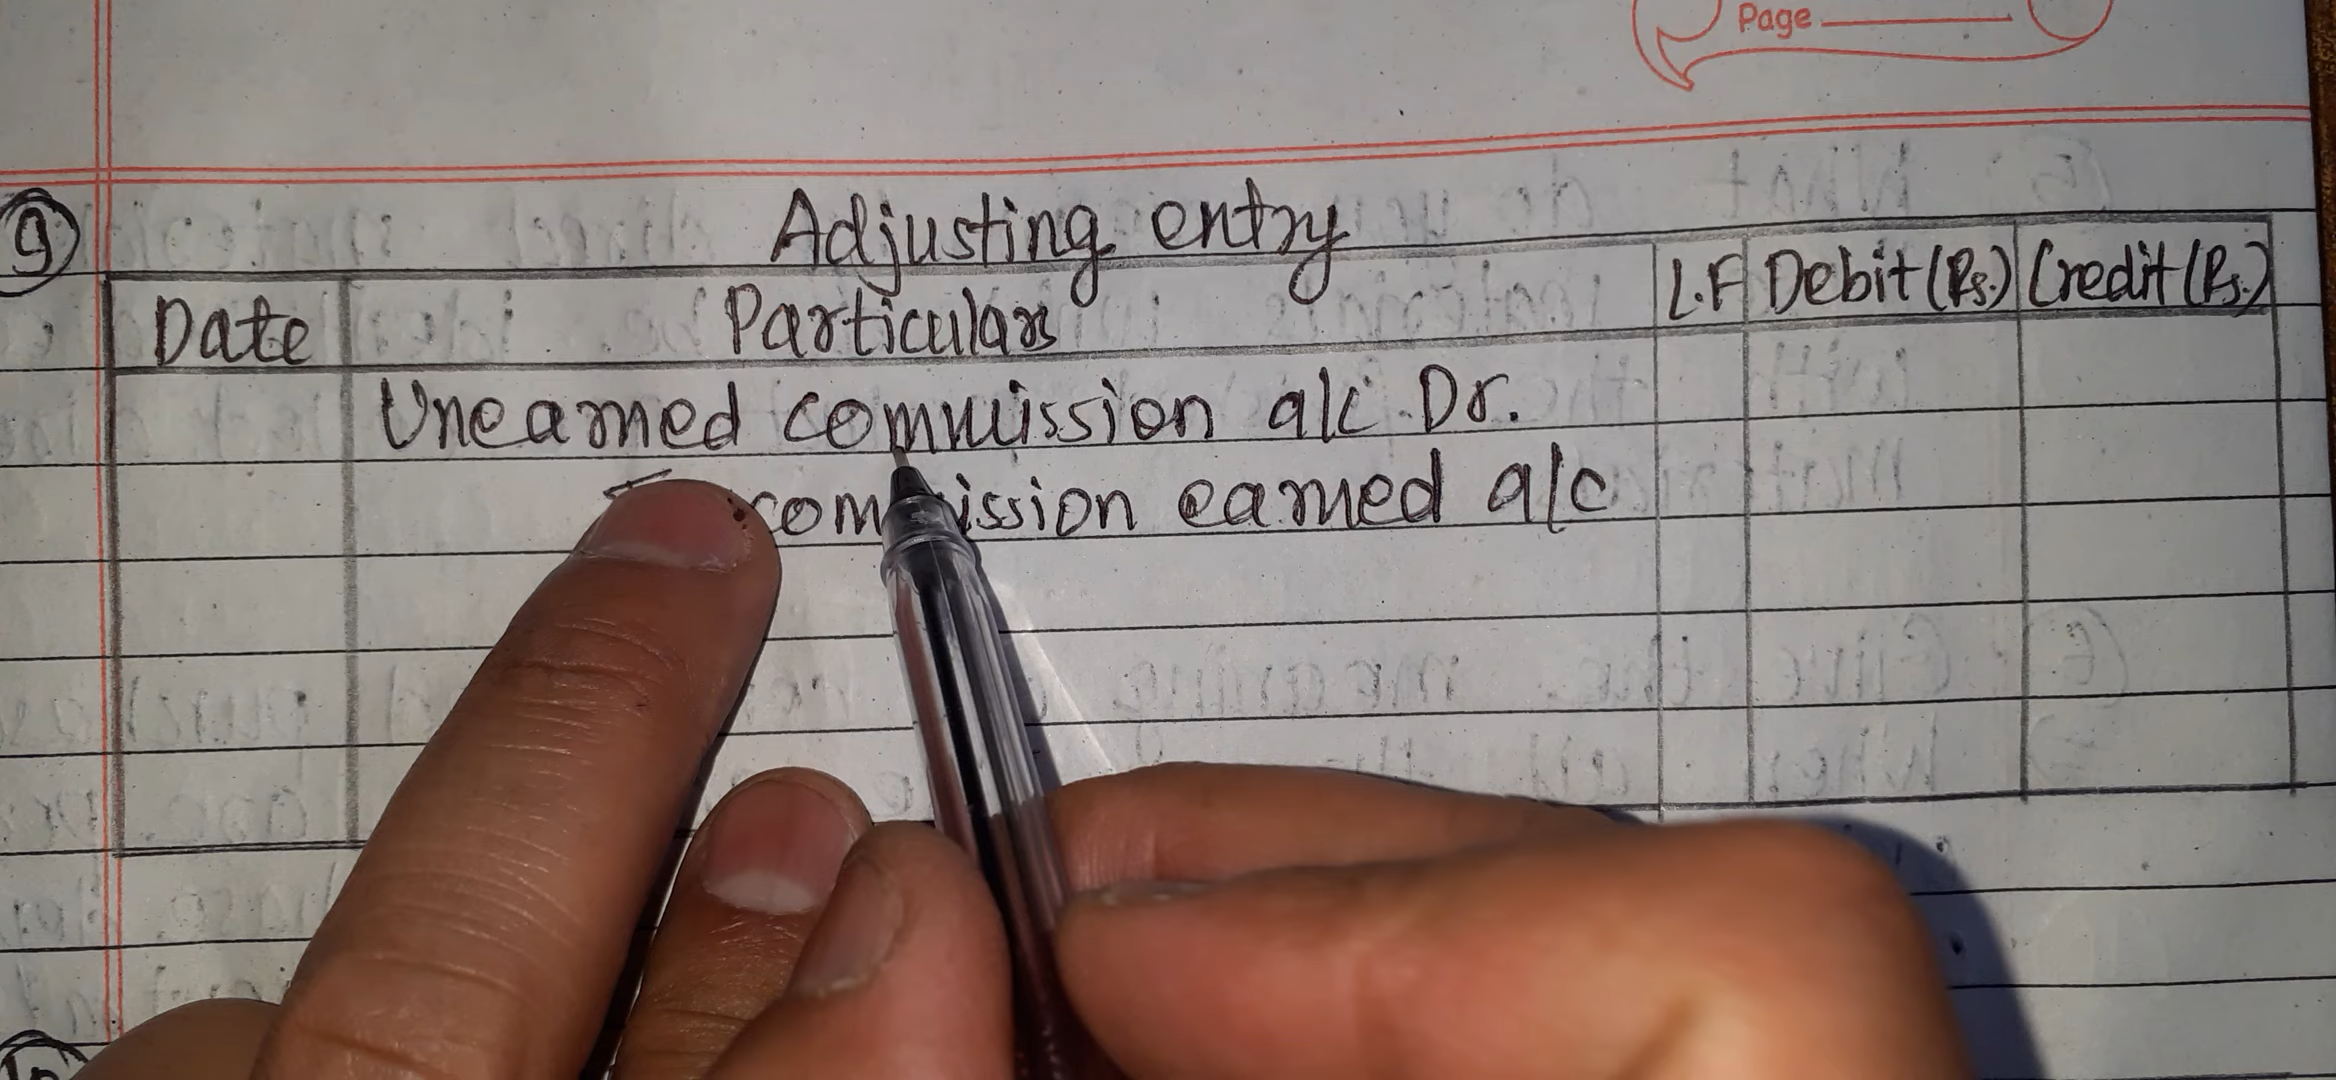 Page
9
Adjusting entry
Date Particulars L.F Debit (Rs.) Credit (Rs.)
Unearned commission a/c Dr.
commission earned a/c